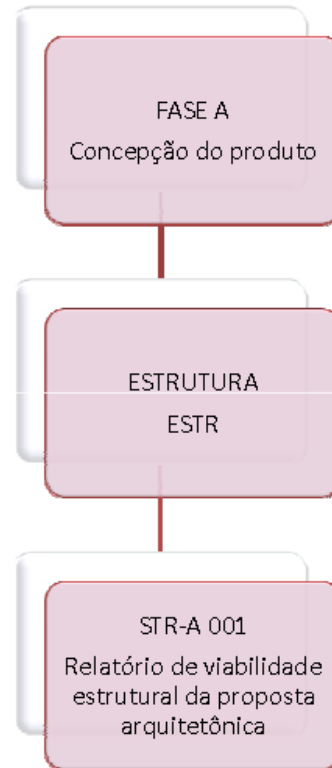 FASE A
Concepção do produto
ESTRUTURA
ESTR
STR-A 001
Relatório de viabilidade
estrutural da proposta
arquitetônica